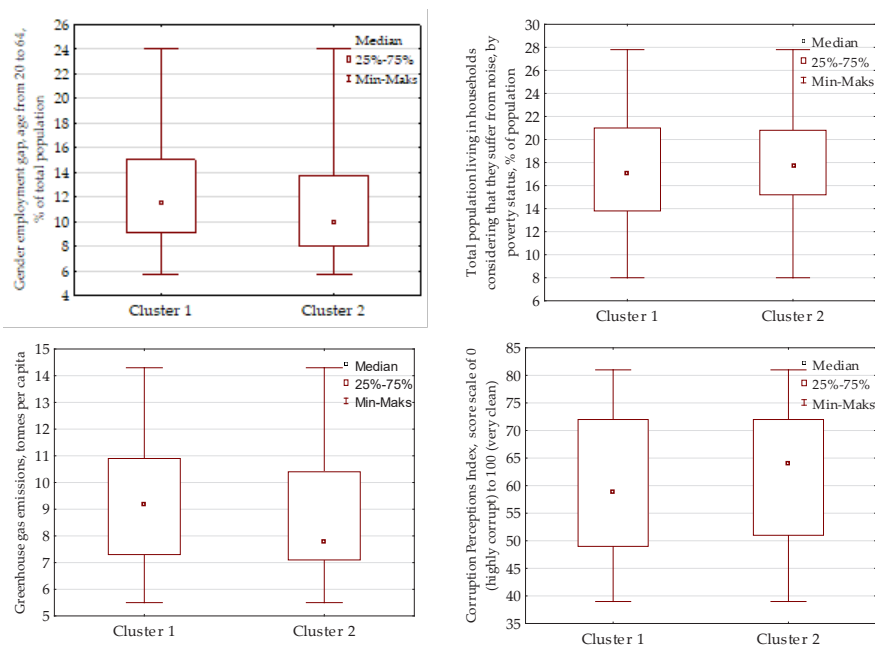 Gender employment gap, age from 20 to 64,
% of total population
26
24
22
20
18
16
14
12
10
8
6
4
Median
25%-75%
Min-Maks
Cluster 1
Cluster 2
Total population living in households
considering that they suffer from noise, by
poverty status, % of population
30
28
26
24
22
20
18
16
14
12
10
8
6
Median
25%-75%
Min-Maks
Cluster 1
Cluster 2
Greenhouse gas emissions, tonnes per capita
15
14
13
12
11
10
9
8
7
6
5
Median
25%-75%
Min-Maks
Cluster 1
Cluster 2
Corruption Perceptions Index, score scale of 0
(highly corrupt) to 100 (very clean)
85
80
75
70
65
60
55
50
45
40
35
Median
25%-75%
Min-Maks
Cluster 1
Cluster 2